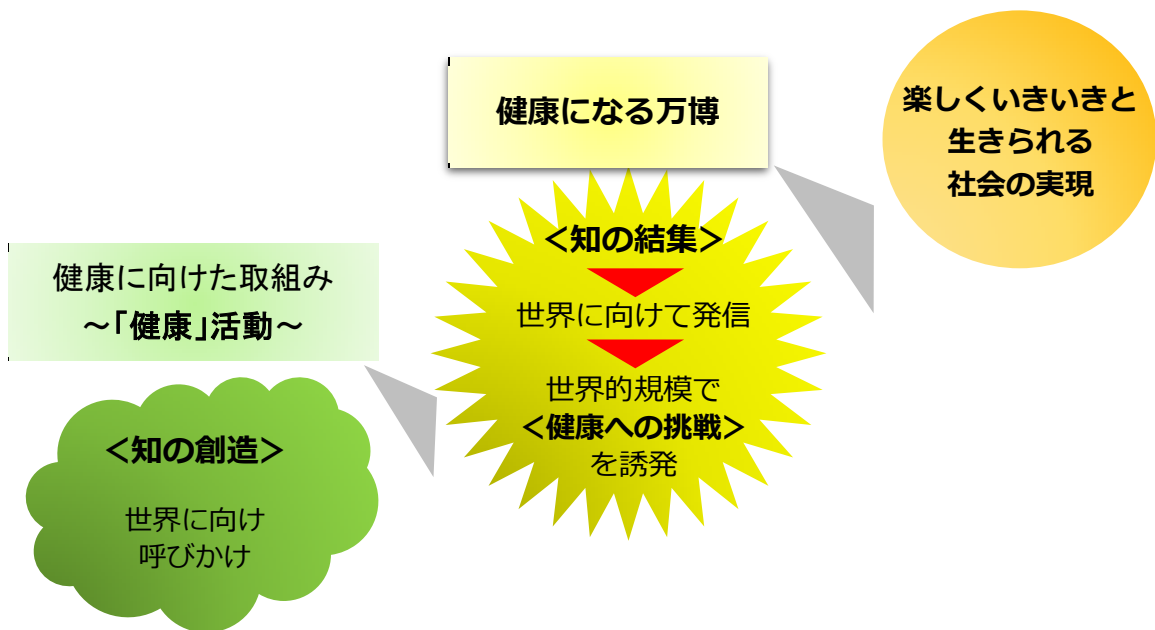 健康に向けた取組み
～｢健康｣活動～
＜知の創造＞
世界に向け
呼びかけ
健康になる万博
＜知の結集＞
世界に向けて発信
世界的規模で
＜健康への挑戦＞
を誘発
楽しくいきいきと
生きられる
社会の実現